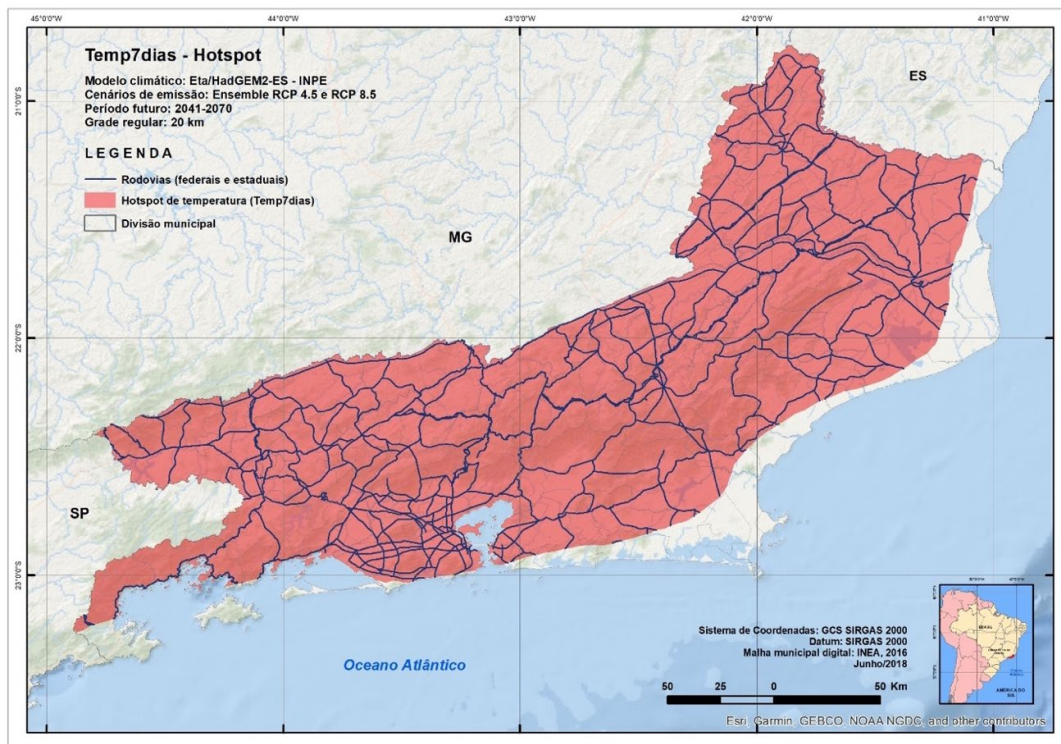 45°0'0"S 44°0'0"S 43°0'0"S 42°0'0"S 41°0'0"S
Temp7dias - Hotspot
Modelo climático: Eta/HadGEM2-ES - INPE
Cenários de emissão: Ensemble RCP 4.5 e RCP 8.5
Período futuro: 2041-2070
Grade regular: 20 km
LEGENDA
Rodovias (federais e estaduais)
Hotspot de temperatura (Temp7dias)
Divisão municipal
ES
MG
SP
21°0'0"S
22°0'0"S
23°0'0"S
Oceano Atlântico
Sistema de Coordenadas: GCS SIRGAS 2000
Datum: SIRGAS 2000
Malha municipal digital: INEA, 2016
Junho/2018
50 25 0 50 Km
BRASIL
AMÉRICA DO SUL
Esri, Garmin, GEBCO, NOAA NGDC, and other contributors